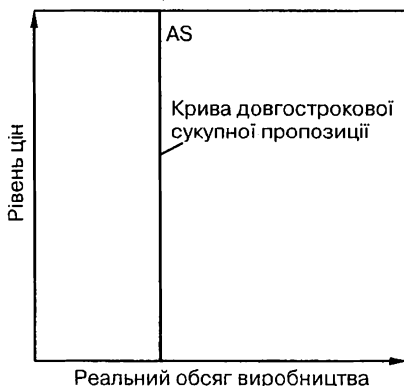 AS
Крива довгострокової
сукупної пропозиції
Рівень цін
Реальний обсяг виробництва